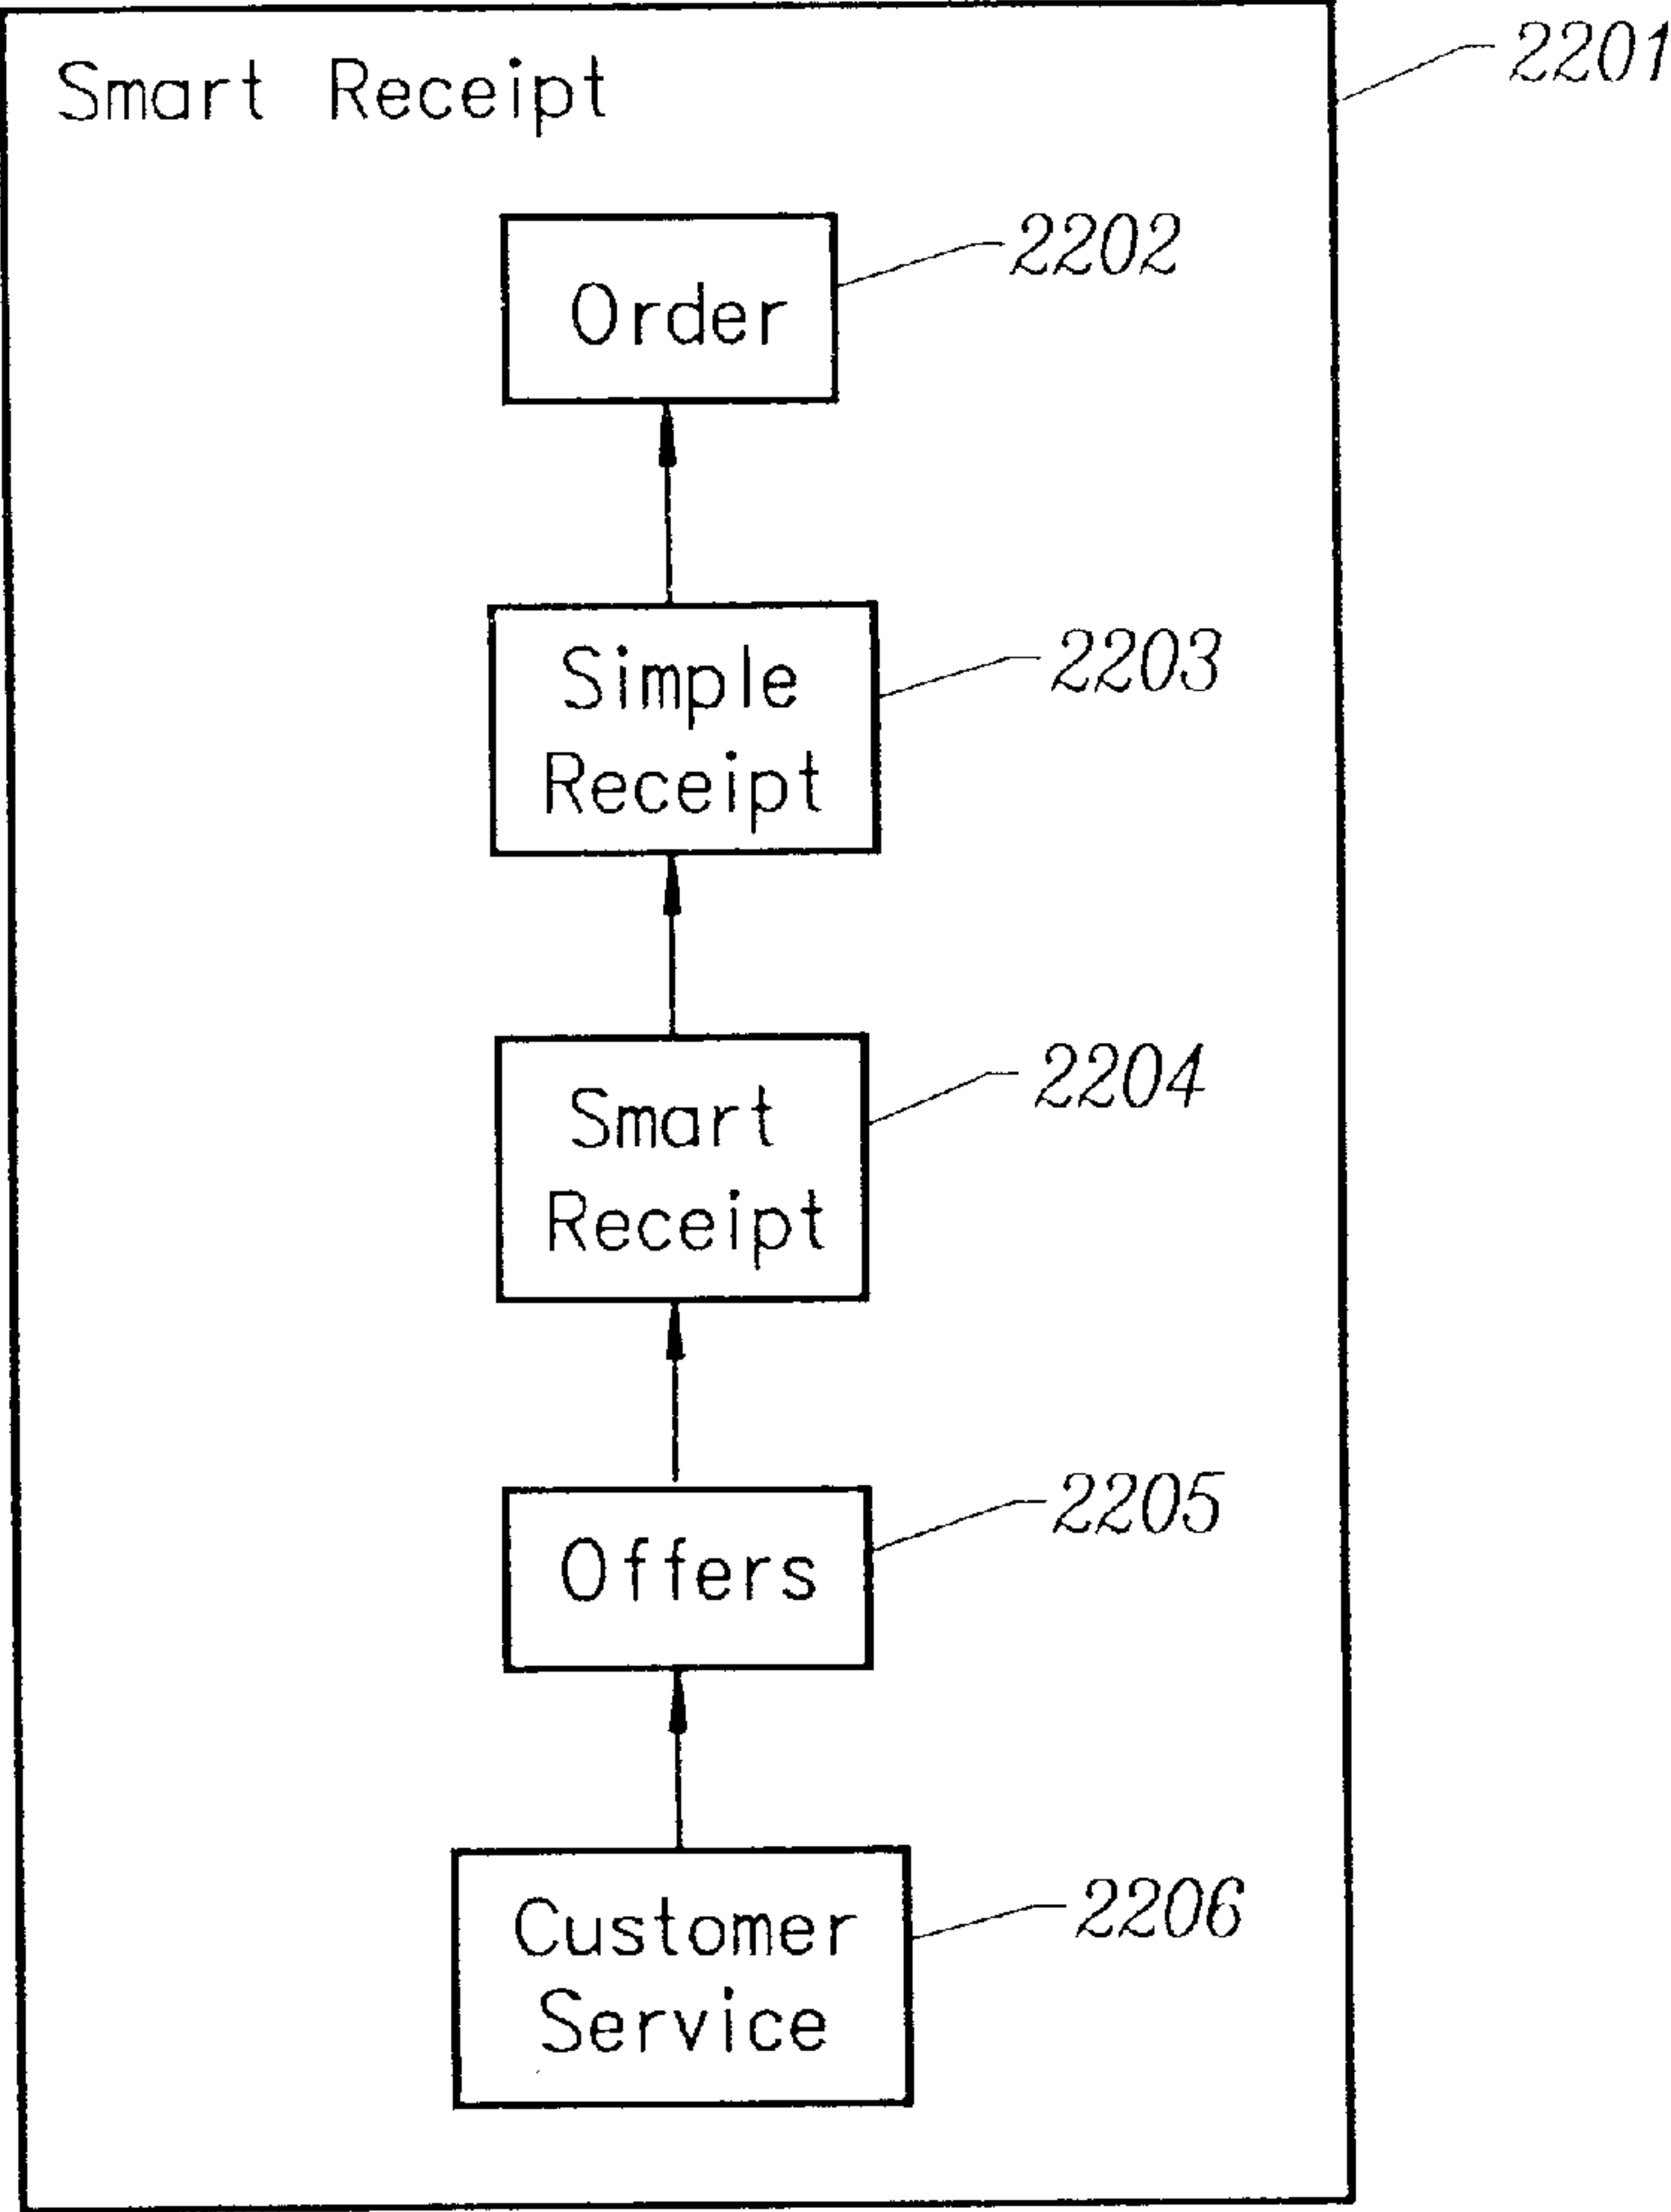 Smart Receipt
2201
Order
2202
Simple
Receipt
2203
Smart
Receipt
2204
Offers
2205
Customer
Service
2206